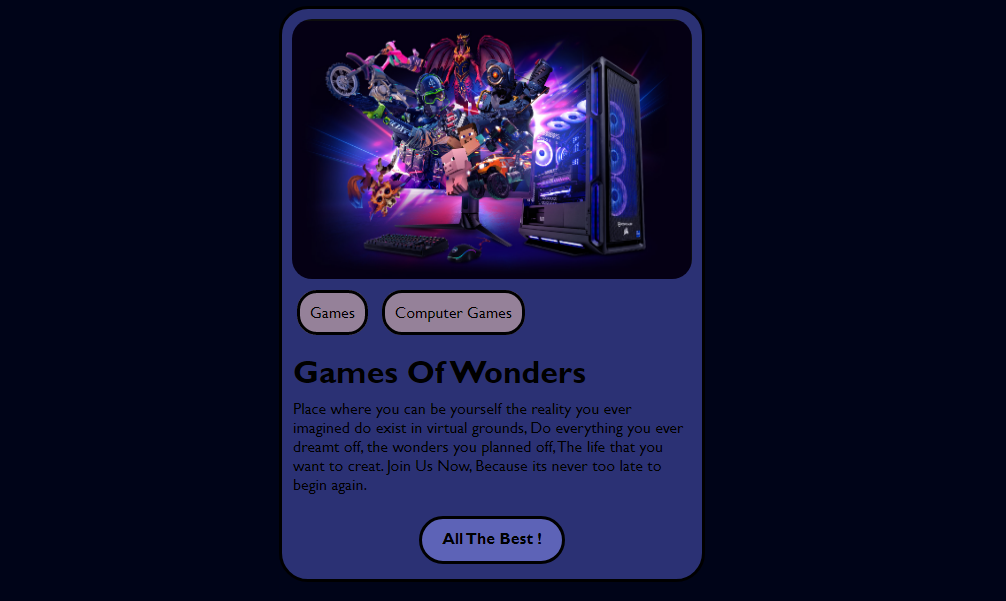 Games
Computer Games
Games Of Wonders
Place where you can be yourself the reality you ever
imagined do exist in virtual grounds, Do everything you ever
dreamt off, the wonders you planned off,The life that you
want to creat. Join Us Now, Because its never too late to
begin again.
All The Best !